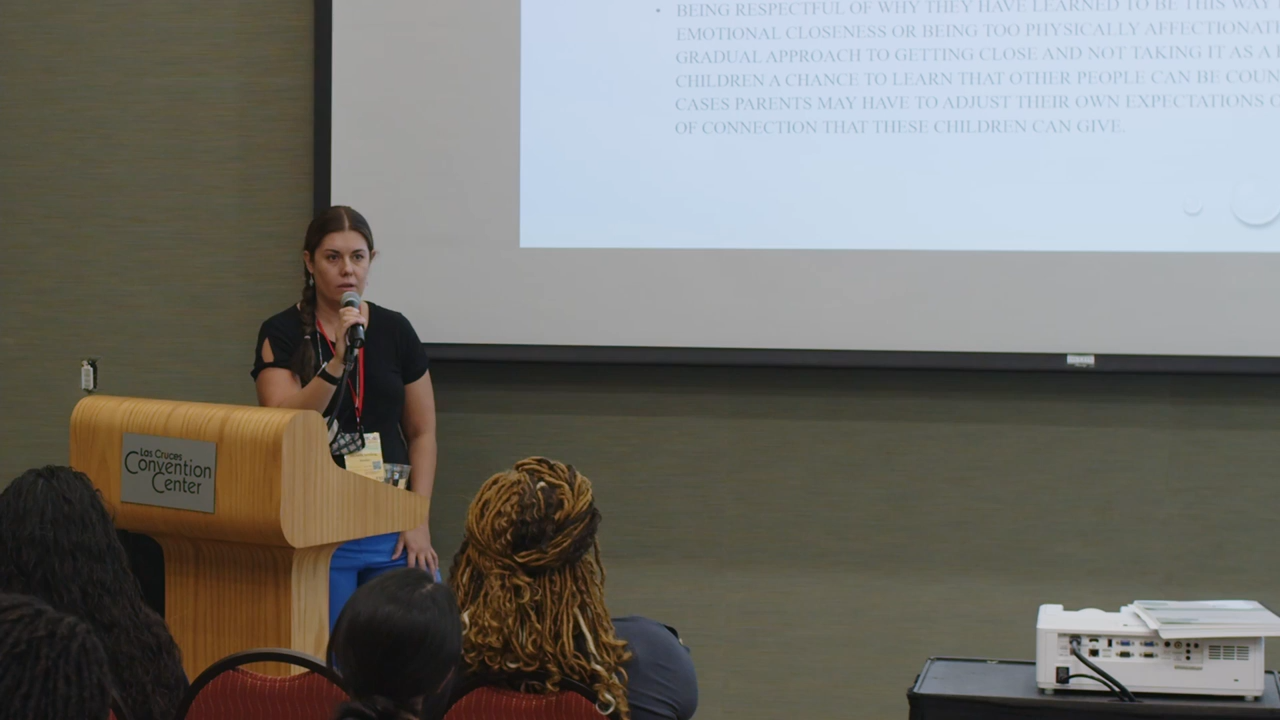 • BEING RESPECTFUL OF WHY THEY HAVE LEARNED TO BE THIS WAY
EMOTIONAL CLOSENESS OR BEING TOO PHYSICALLY AFFECTIONAT
GRADUAL APPROACH TO GETTING CLOSE AND NOT TAKING IT AS A
CHILDREN A CHANCE TO LEARN THAT OTHER PEOPLE CAN BE COUN
CASES PARENTS MAY HAVE TO ADJUST THEIR OWN EXPECTATIONS
OF CONNECTION THAT THESE CHILDREN CAN GIVE.
Las Cruces
Convention
Center